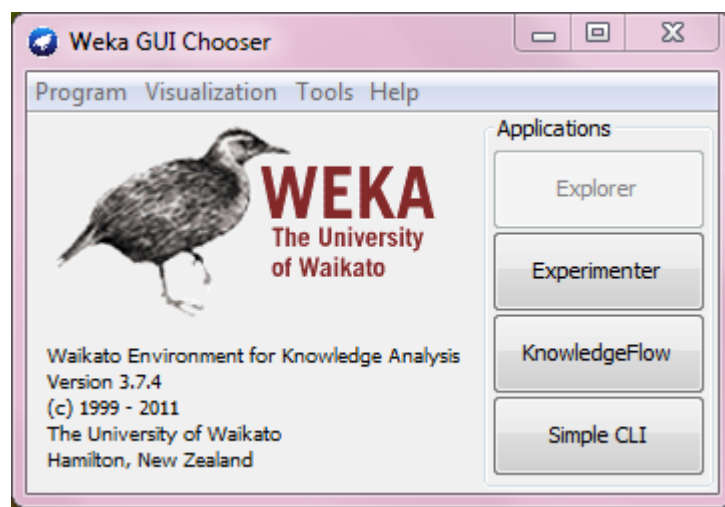 Weka GUI Chooser
Program Visualization Tools Help
WEKA
The University
of Waikato
Waikato Environment for Knowledge Analysis
Version 3.7.4
(c) 1999 - 2011
The University of Waikato
Hamilton, New Zealand
Applications
Explorer
Experimenter
KnowledgeFlow
Simple CLI